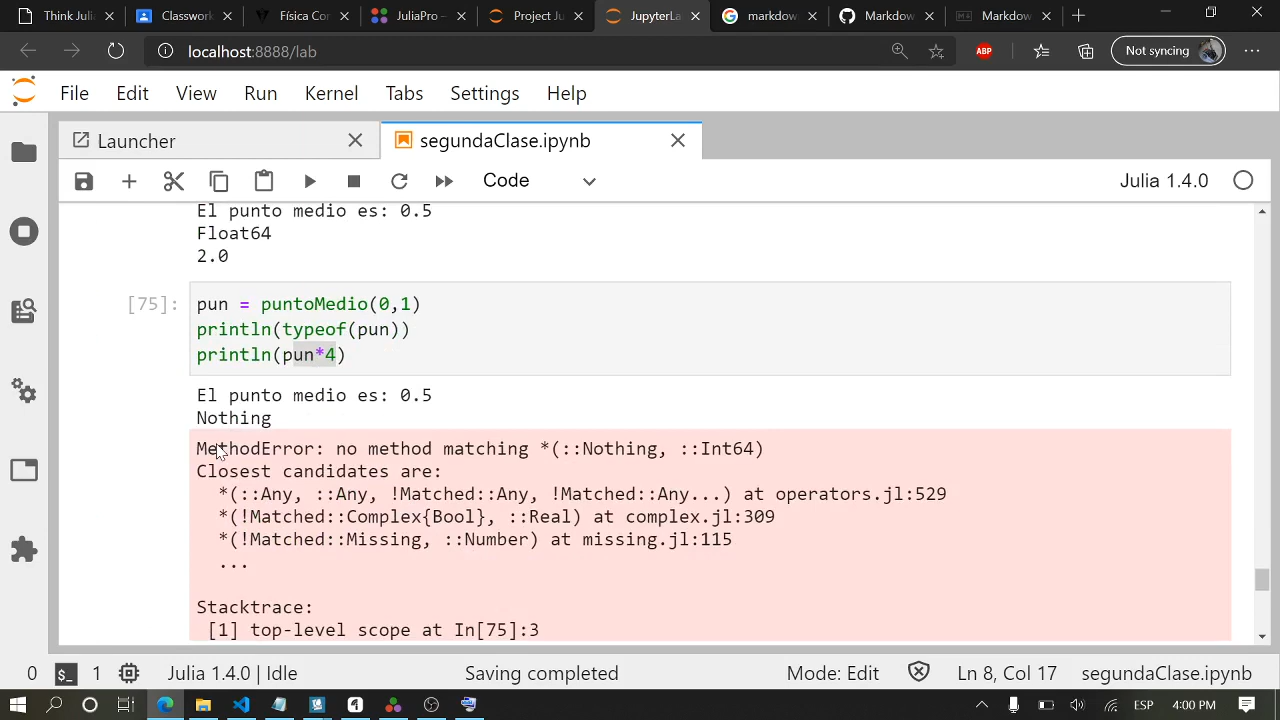 Think Juli
Classwork
Física Cor
JuliaPro –
Project Ju
JupyterLa
markdow
Markdow
Markdow
localhost:8888/lab
ABP
Not syncing
File Edit View Run Kernel Tabs Settings Help
Launcher
segundaClase.ipynb
Code
Julia 1.4.0
El punto medio es: 0.5
Float64
2.0
[75]:
pun = puntoMedio(0,1)
println(typeof(pun))
println(pun*4)
El punto medio es: 0.5
Nothing
MethodError: no method matching *(::Nothing, ::Int64)
Closest candidates are:
*(::Any, ::Any, !Matched::Any, !Matched::Any...) at operators.jl:529
*(!Matched::Complex{Bool}, ::Real) at complex.jl:309
*(!Matched::Missing, ::Number) at missing.jl:115
...
Stacktrace:
[1] top-level scope at In[75]:3
0 $_ 1 Julia 1.4.0 | Idle Saving completed Mode: Edit Ln 8, Col 17 segundaClase.ipynb
ESP 4:00 PM